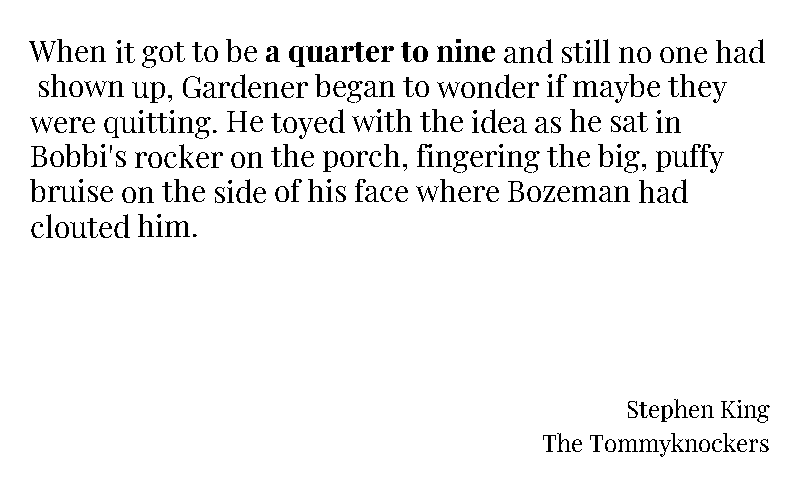 When it got to be a quarter to nine and still no one had
shown up, Gardener began to wonder if maybe they
were quitting. He toyed with the idea as he sat in
Bobbi's rocker on the porch, fingering the big, puffy
bruise on the side of his face where Bozeman had
clouted him.
Stephen King
The Tommyknockers